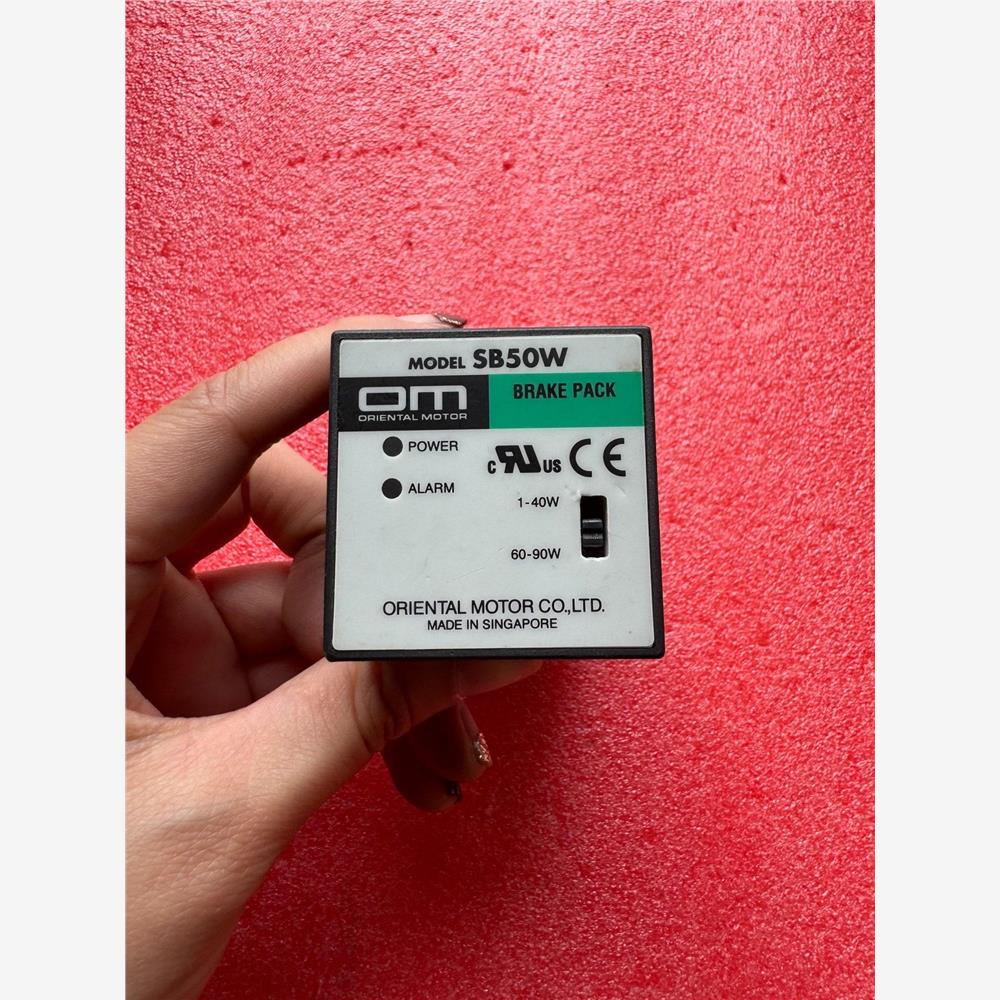 MODEL SB50W
OM
ORIENTAL MOTOR
BRAKE PACK
POWER
ALARM
c RU US CE
1-40W
60-90W
ORIENTAL MOTOR CO.,LTD.
MADE IN SINGAPORE